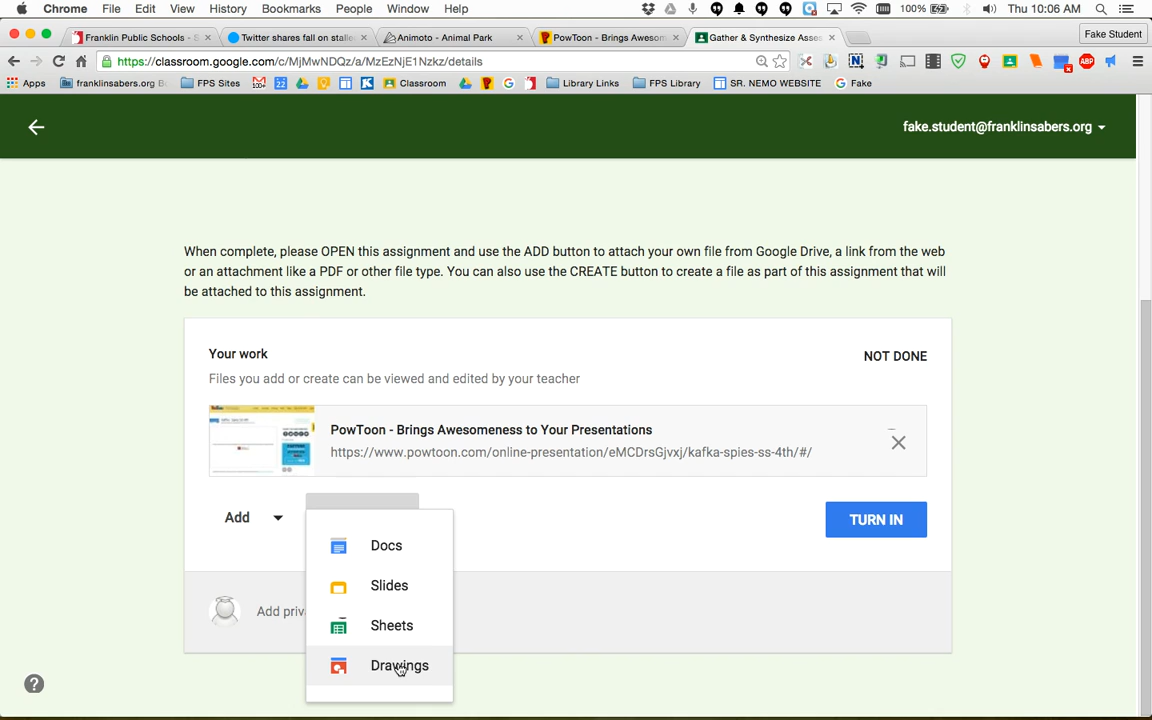 Chrome File Edit View History Bookmarks People Window Help 100% Thu 10:06 AM
Franklin Public Schools - S Twitter shares fall on stalle Animoto - Animal Park PowToon - Brings Awesom Gather & Synthesize Asses Fake Student
https://classroom.google.com/c/MjMwNDQz/a/MzEzNjE1Nzkz/details
Apps franklinsabers.org Bo FPS Sites Classroom Library Links FPS Library SR. NEMO WEBSITE Fake
fake.student@franklinsabers.org
When complete, please OPEN this assignment and use the ADD button to attach your own file from Google Drive, a link from the web
or an attachment like a PDF or other file type. You can also use the CREATE button to create a file as part of this assignment that will
be attached to this assignment.
Your work NOT DONE
Files you add or create can be viewed and edited by your teacher
PowToon - Brings Awesomeness to Your Presentations
https://www.powtoon.com/online-presentation/eMCDrsGjvxj/kafka-spies-ss-4th/#/
Add TURN IN
Docs
Slides
Add priv
Sheets
Drawings